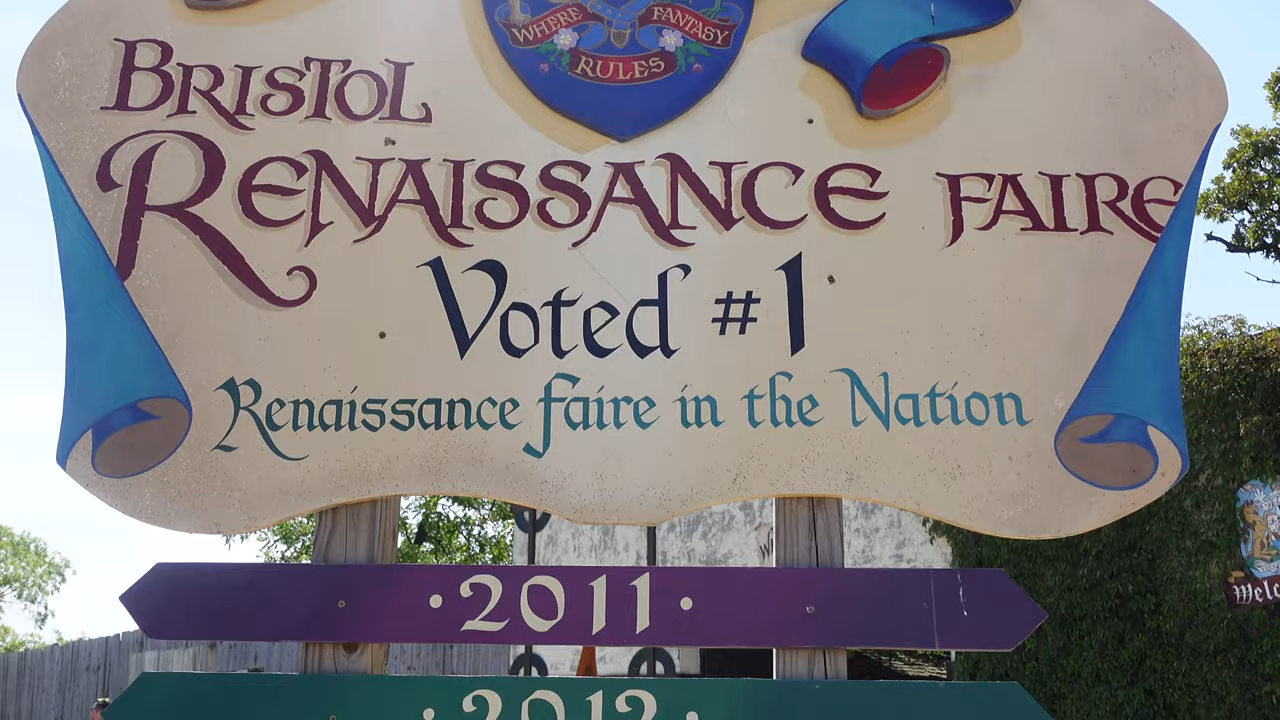 WHERE FANTASY
RULES
BRISTOL
RENAISSANCE FAIRE
Voted #1
Renaissance Faire in the Nation
• 2011 •
• 2012 •